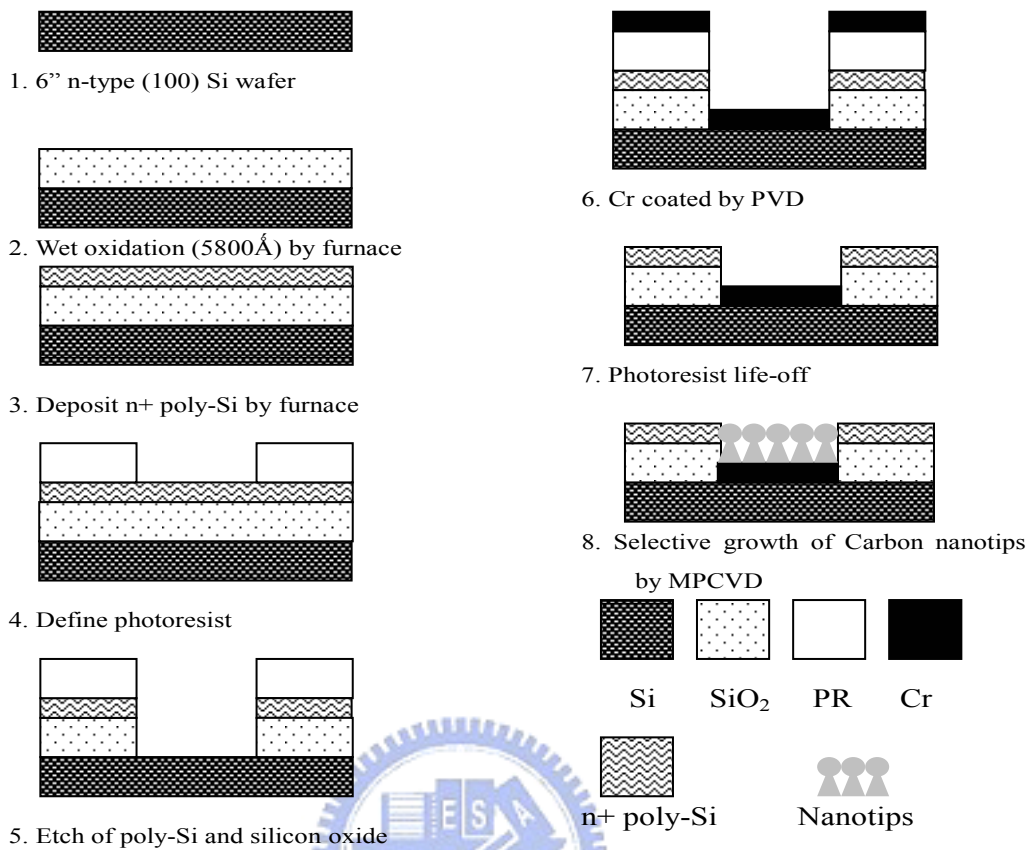 1. 6” n-type (100) Si wafer
2. Wet oxidation (5800Å) by furnace
3. Deposit n+ poly-Si by furnace
4. Define photoresist
5. Etch of poly-Si and silicon oxide
6. Cr coated by PVD
7. Photoresist life-off
8. Selective growth of Carbon nanotips
by MPCVD
Si SiO₂ PR Cr
n+ poly-Si Nanotips
E S A